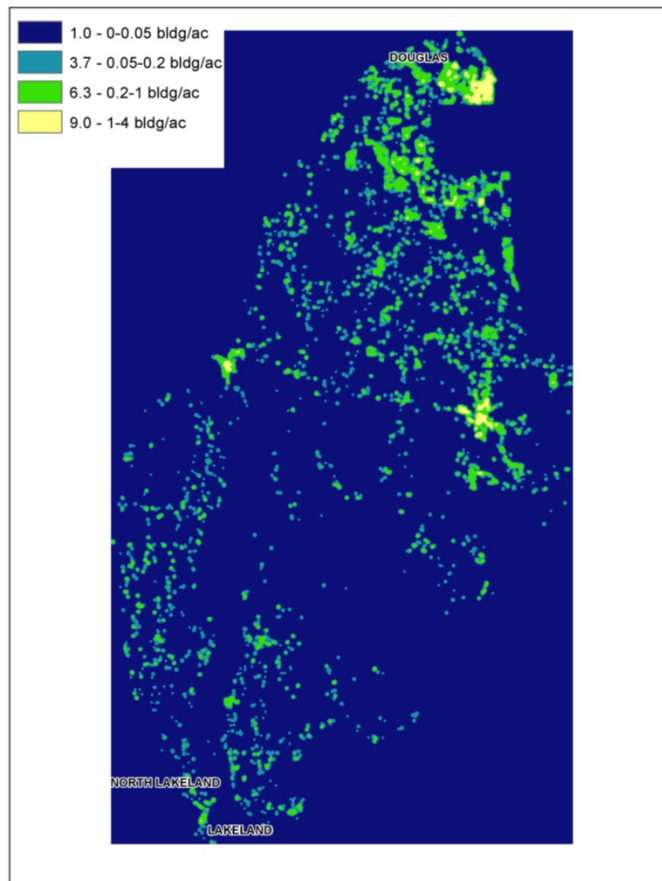 1.0 - 0-0.05 bldg/ac
3.7 - 0.05-0.2 bldg/ac
6.3 - 0.2-1 bldg/ac
9.0 - 1-4 bldg/ac
DOUGLAS
NORTH LAKELAND
LAKELAND